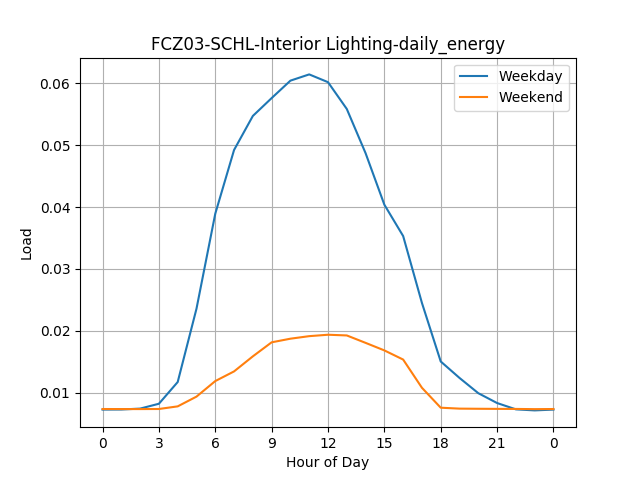 FCZ03-SCHL-Interior Lighting-daily_energy
Weekday
Weekend
0.06
0.05
0.04
0.03
0.02
0.01
Load
0 3 6 9 12 15 18 21 0
Hour of Day